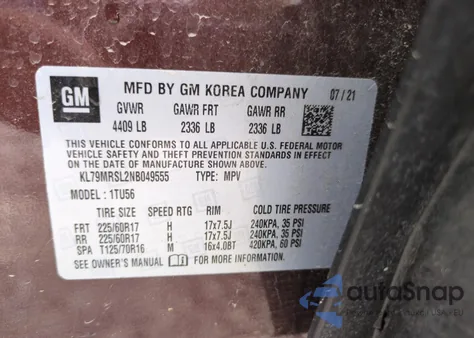 GM
MFD BY GM KOREA COMPANY 07/21
GVWR GAWR FRT GAWR RR
4409 LB 2336 LB 2336 LB
THIS VEHICLE CONFORMS TO ALL APPLICABLE U.S. FEDERAL MOTOR
VEHICLE SAFETY, BUMPER, AND THEFT PREVENTION STANDARDS IN
EFFECT ON THE DATE OF MANUFACTURE SHOWN ABOVE.
KL79MRSL2NB049555 TYPE: MPV
MODEL: 1TU56
TIRE SIZE SPEED RTG RIM COLD TIRE PRESSURE
FRT 225/60R17 H 17x7.5J 240KPA, 35 PSI
RR 225/60R17 H 17x7.5J 240KPA, 35 PSI
SPA T125/70R16 M 16x4.0BT 420KPA, 60 PSI
SEE OWNER'S MANUAL FOR MORE INFORMATION
autoSnap